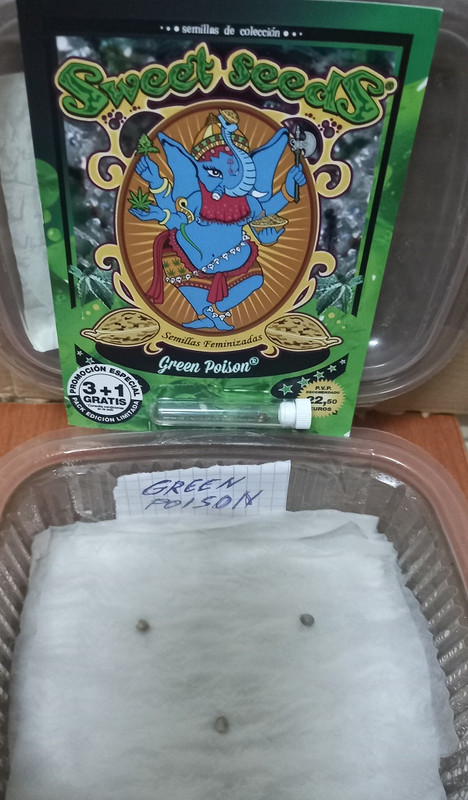 semillas de colección
Sweet Seeds®
Semillas Feminizadas
Green Poison®
PROMOCIÓN ESPECIAL
3+1
GRATIS
PACK EDICIÓN LIMITADA
P.V.P.
RECOMENDADO
22,50
EUROS
GREEN
POISON